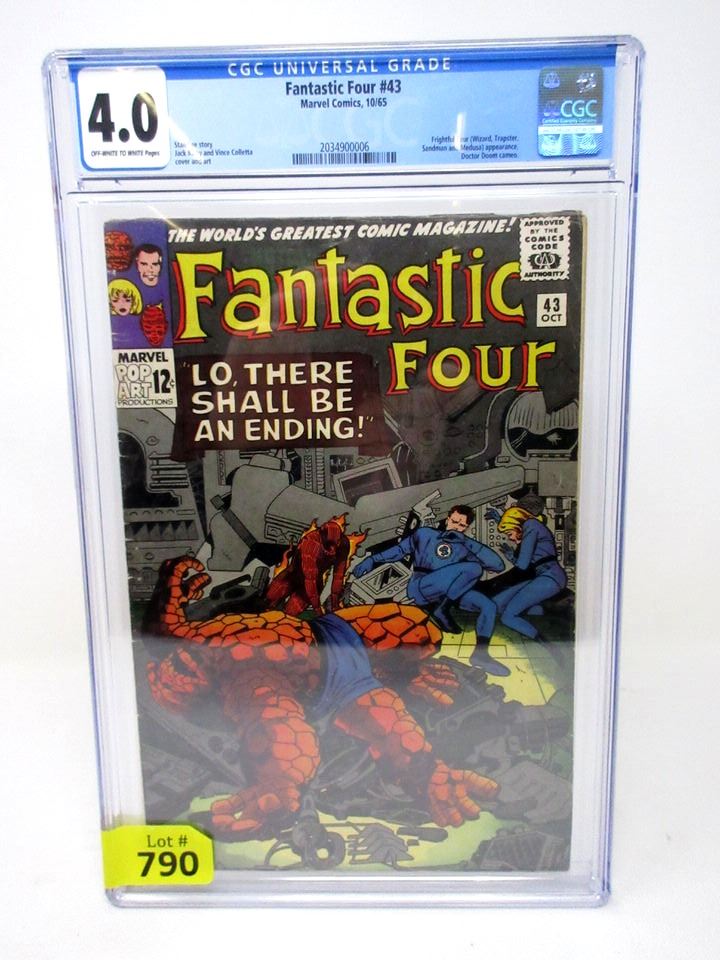 CGC UNIVERSAL GRADE
4.0
OFF-WHITE TO WHITE Pages
Fantastic Four #43
Marvel Comics, 10/65
story
Jack and Vince Colletta
cover and art
2034900006
Frightful (Wizard, Trapster,
Sandman and Medusa) appearance.
Doctor Doom cameo.
CGC
THE WORLD'S GREATEST COMIC MAGAZINE!
APPROVED
BY THE
COMICS
CODE
AUTHORITY
Fantastic
Four
43
OCT
MARVEL
POP
ART
PRODUCTIONS
12¢
"LO, THERE
SHALL BE
AN ENDING!"
4
Lot #
790